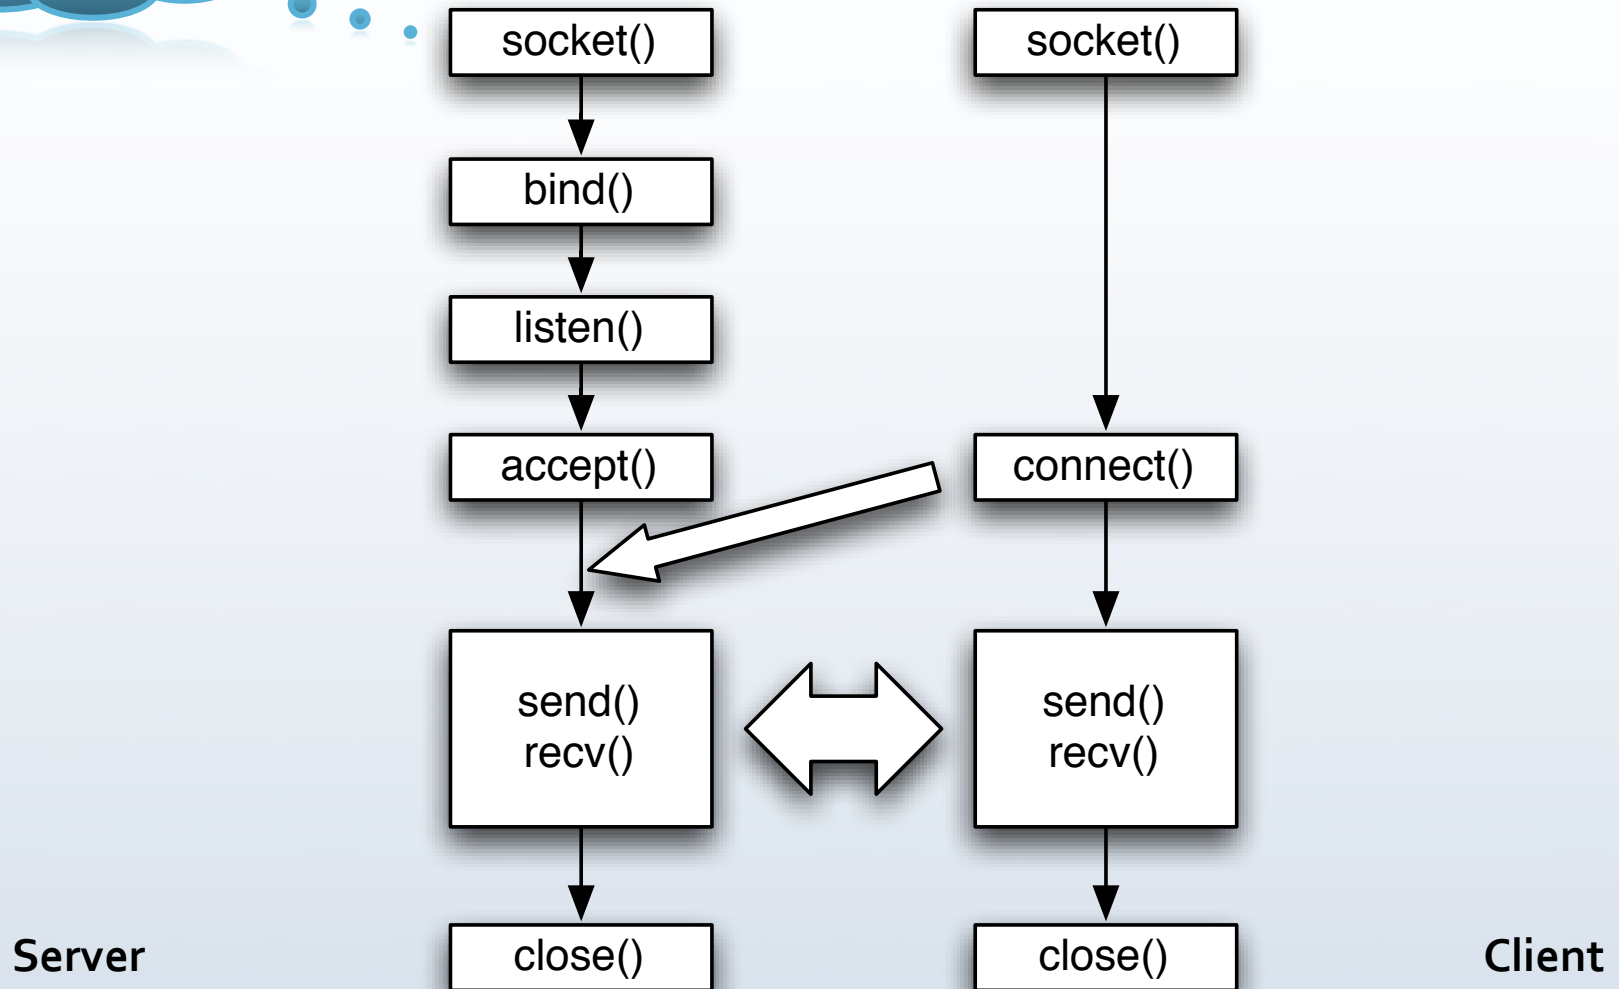 socket()
bind()
listen()
accept()
send()
recv()
close()
Server
socket()
connect()
send()
recv()
close()
Client